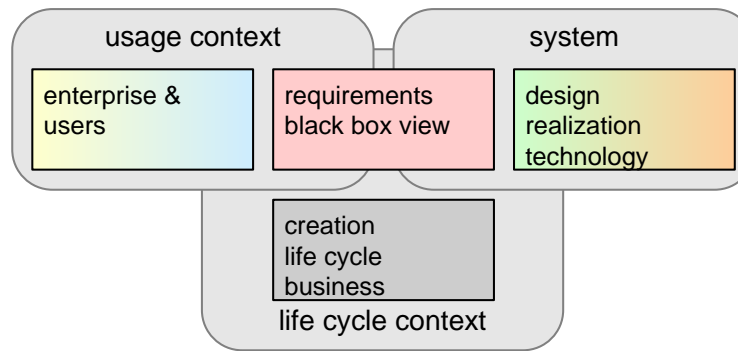 usage context
system
enterprise &
users
requirements
black box view
design
realization
technology
creation
life cycle
business
life cycle context